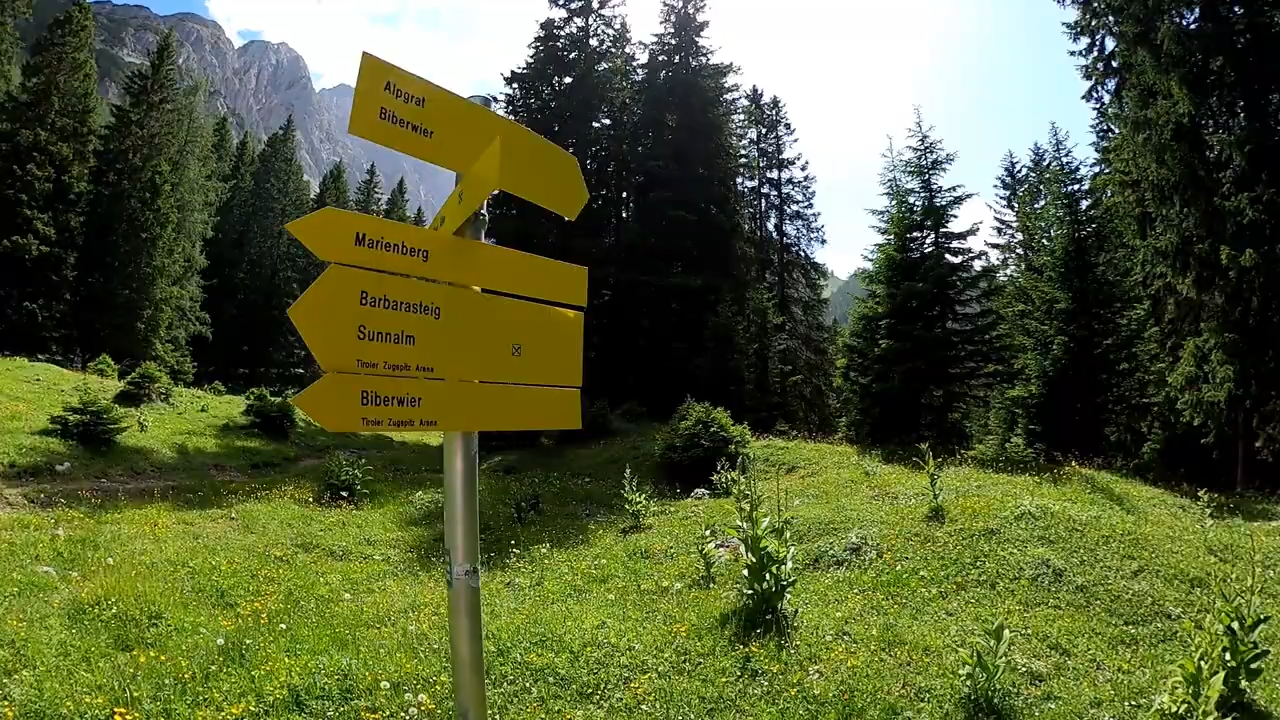 Alpgrat
Biberwier
Marienberg
Barbarasteig
Sunnalm
Tiroler Zugspitz Arena
Biberwier
Tiroler Zugspitz Arena